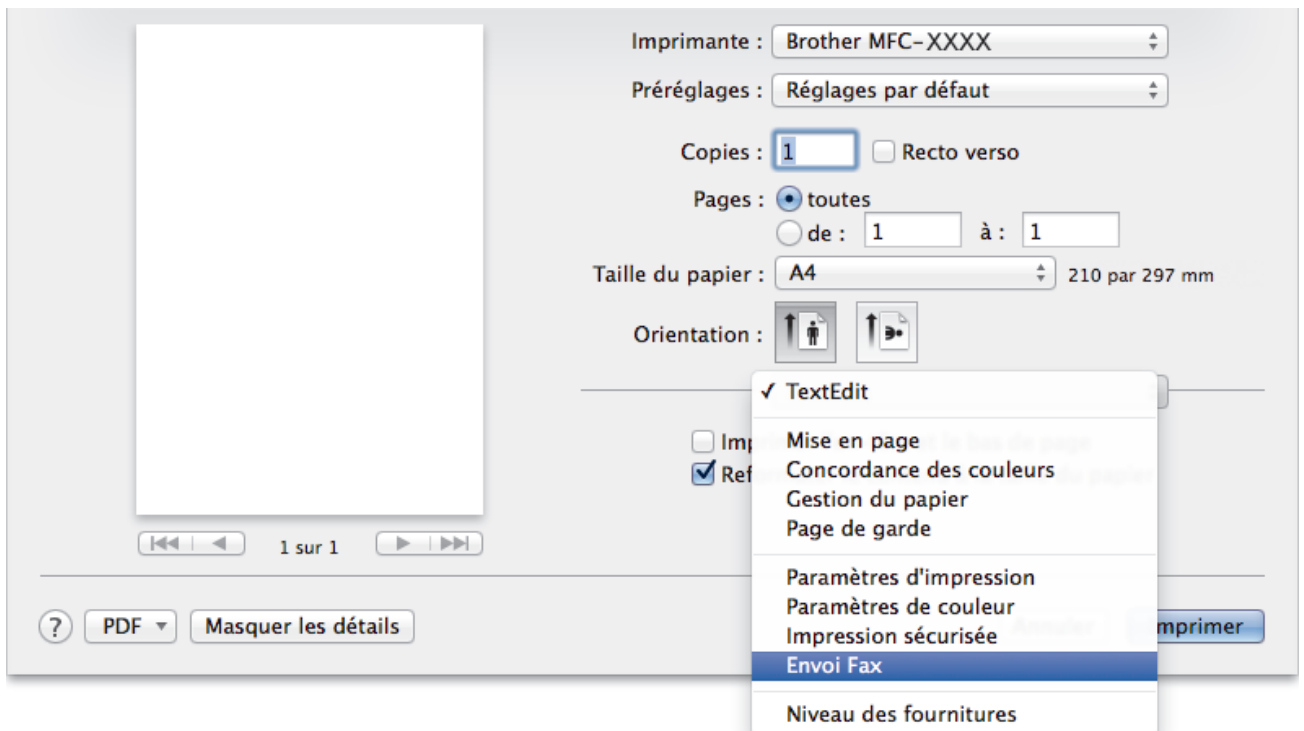 Imprimante : Brother MFC-XXXX
Préréglages : Réglages par défaut
Copies : 1 Recto verso
Pages : toutes
de : 1 à : 1
Taille du papier : A4 210 par 297 mm
Orientation :
✓ TextEdit
Mise en page
Concordance des couleurs
Gestion du papier
Page de garde
Paramètres d'impression
Paramètres de couleur
Impression sécurisée
Envoi Fax
Niveau des fournitures
1 sur 1
? PDF Masquer les détails mprimer